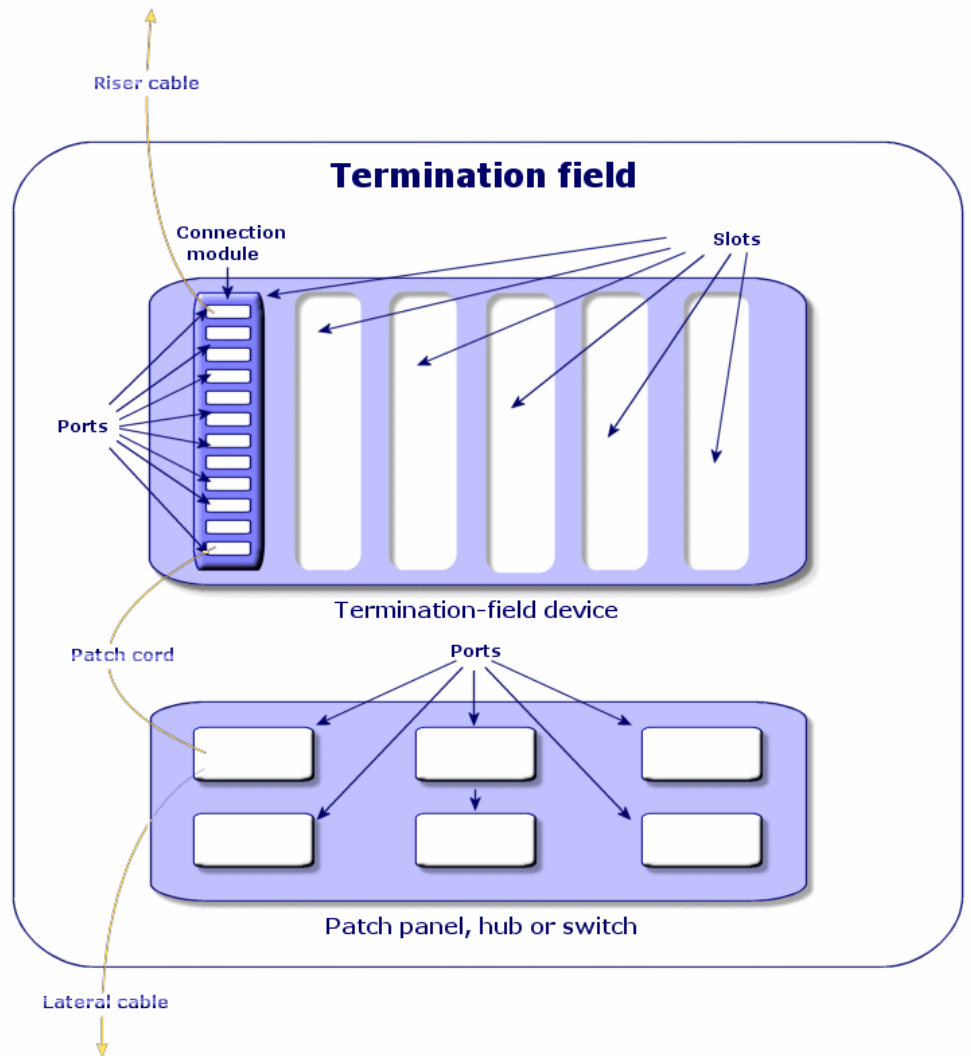 Riser cable
Termination field
Connection
module
Slots
Ports
Termination-field device
Ports
Patch cord
Patch panel, hub or switch
Lateral cable